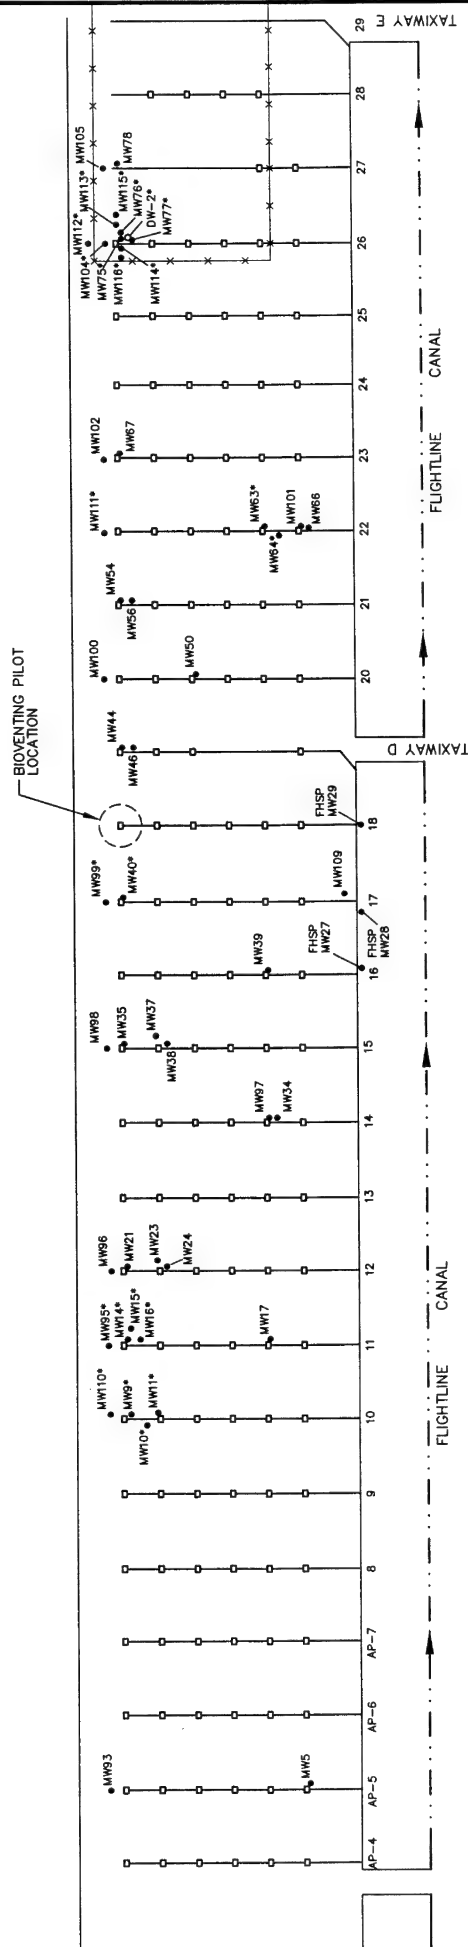 TAXIWAY E
29
28
MW105
27
MW78
MW113*
MW115*
MW76*
DW-2*
MW77*
MW112*
MW104*
MW75*
MW116*
MW114*
26
25
24
FLIGHTLINE CANAL
MW102
MW67
23
MW111*
MW63*
MW64*
MW101
MW66
22
MW54
MW56
21
MW100
MW50
20
BIOVENTING PILOT
LOCATION
MW44
MW46
TAXIWAY D
FHSP
MW29
18
MW99*
MW40*
MW109
17
FHSP
MW28
MW39
FHSP
MW27
16
MW98
MW35
MW37
MW38
15
MW97
MW34
14
13
MW96
MW21
MW23
MW24
12
FLIGHTLINE CANAL
MW95*
MW14*
MW15*
MW16*
MW17
11
MW110*
MW9*
MW10*
MW11*
10
9
8
AP-7
AP-6
MW93
MW5
AP-5
AP-4